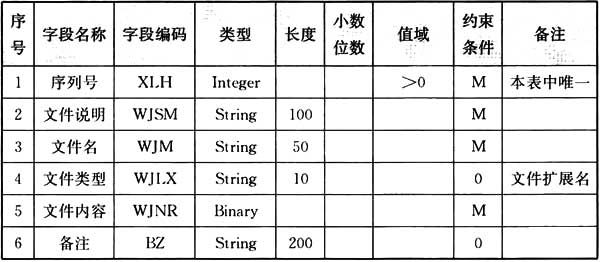 序号 字段名称 字段编码 类型 长度 小数位数 值域 约束条件 备注
1 序列号 XLH Integer >0 M 本表中唯一
2 文件说明 WJSM String 100 M
3 文件名 WJM String 50 M
4 文件类型 WJLX String 10 0 文件扩展名
5 文件内容 WJNR Binary M
6 备注 BZ String 200 0